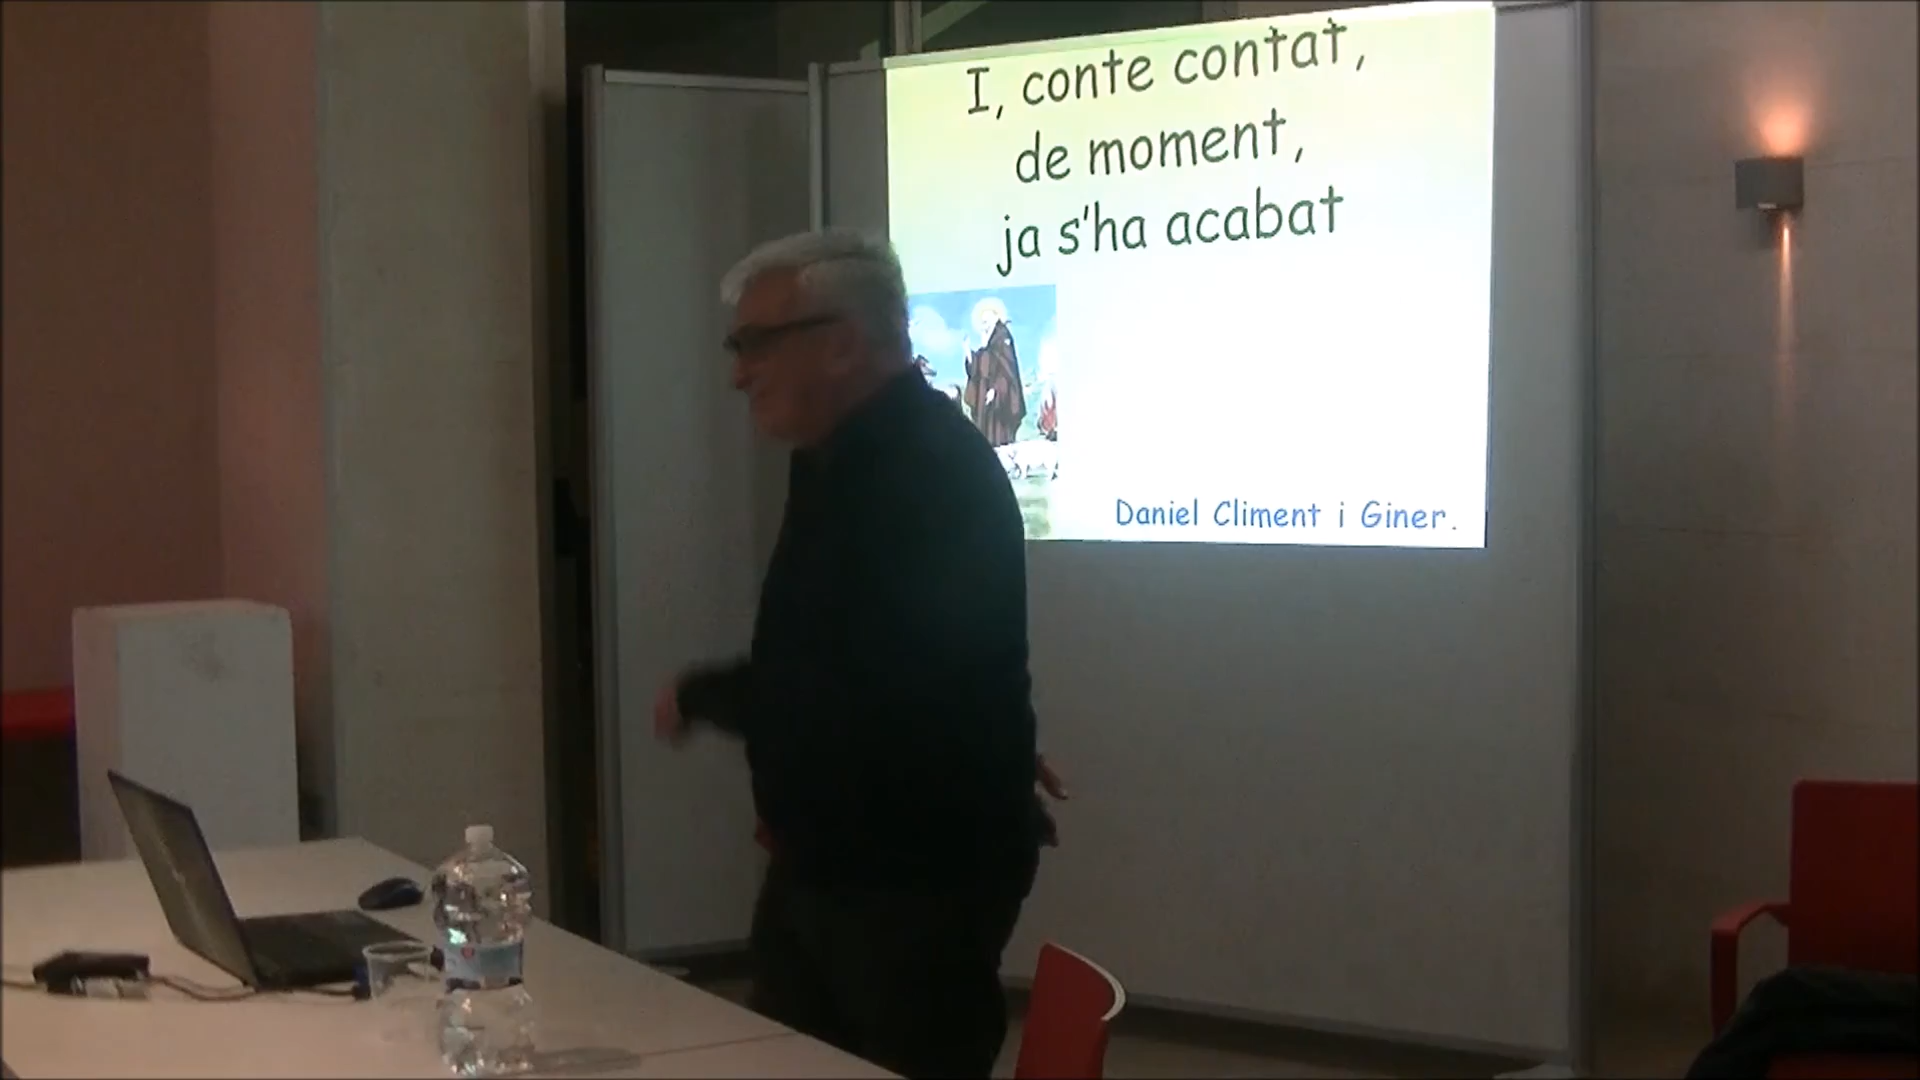 I, conte contat,
de moment,
ja s'ha acabat
Daniel Climent i Giner.